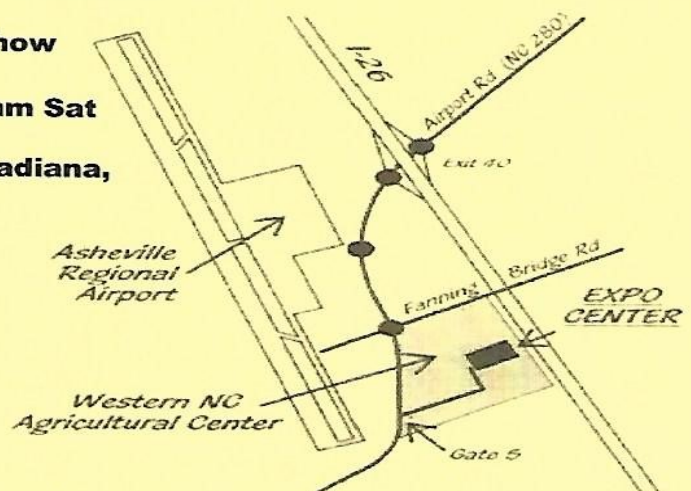 how
am Sat
adiana,
I-26
Airport Rd (NC 280)
Exit 40
Asheville
Regional
Airport
Fanning Bridge Rd
EXPO
CENTER
Western NC
Agricultural Center
Gate 5